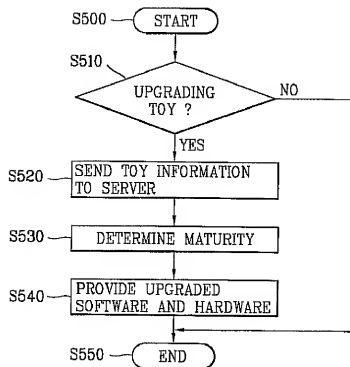 S500
START
S510
UPGRADING
TOY ?
NO
YES
S520
SEND TOY INFORMATION
TO SERVER
S530
DETERMINE MATURITY
S540
PROVIDE UPGRADED
SOFTWARE AND HARDWARE
S550
END